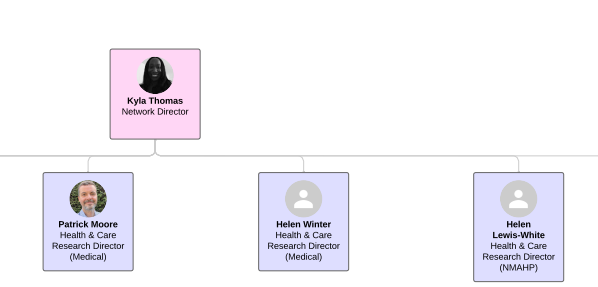 Kyla Thomas
Network Director
Patrick Moore
Health & Care
Research Director
(Medical)
Helen Winter
Health & Care
Research Director
(Medical)
Helen
Lewis-White
Health & Care
Research Director
(NMAHP)